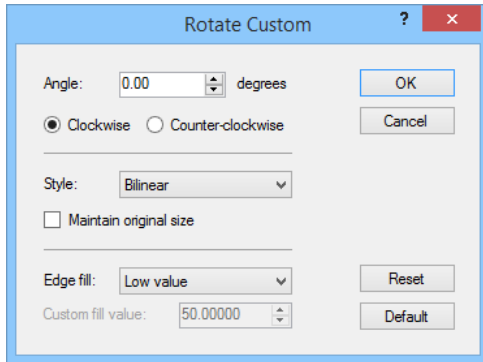 Rotate Custom ?
Angle: 0.00 degrees OK
Clockwise Counter-clockwise Cancel
Style: Bilinear
Maintain original size
Edge fill: Low value Reset
Custom fill value: 50.00000 Default